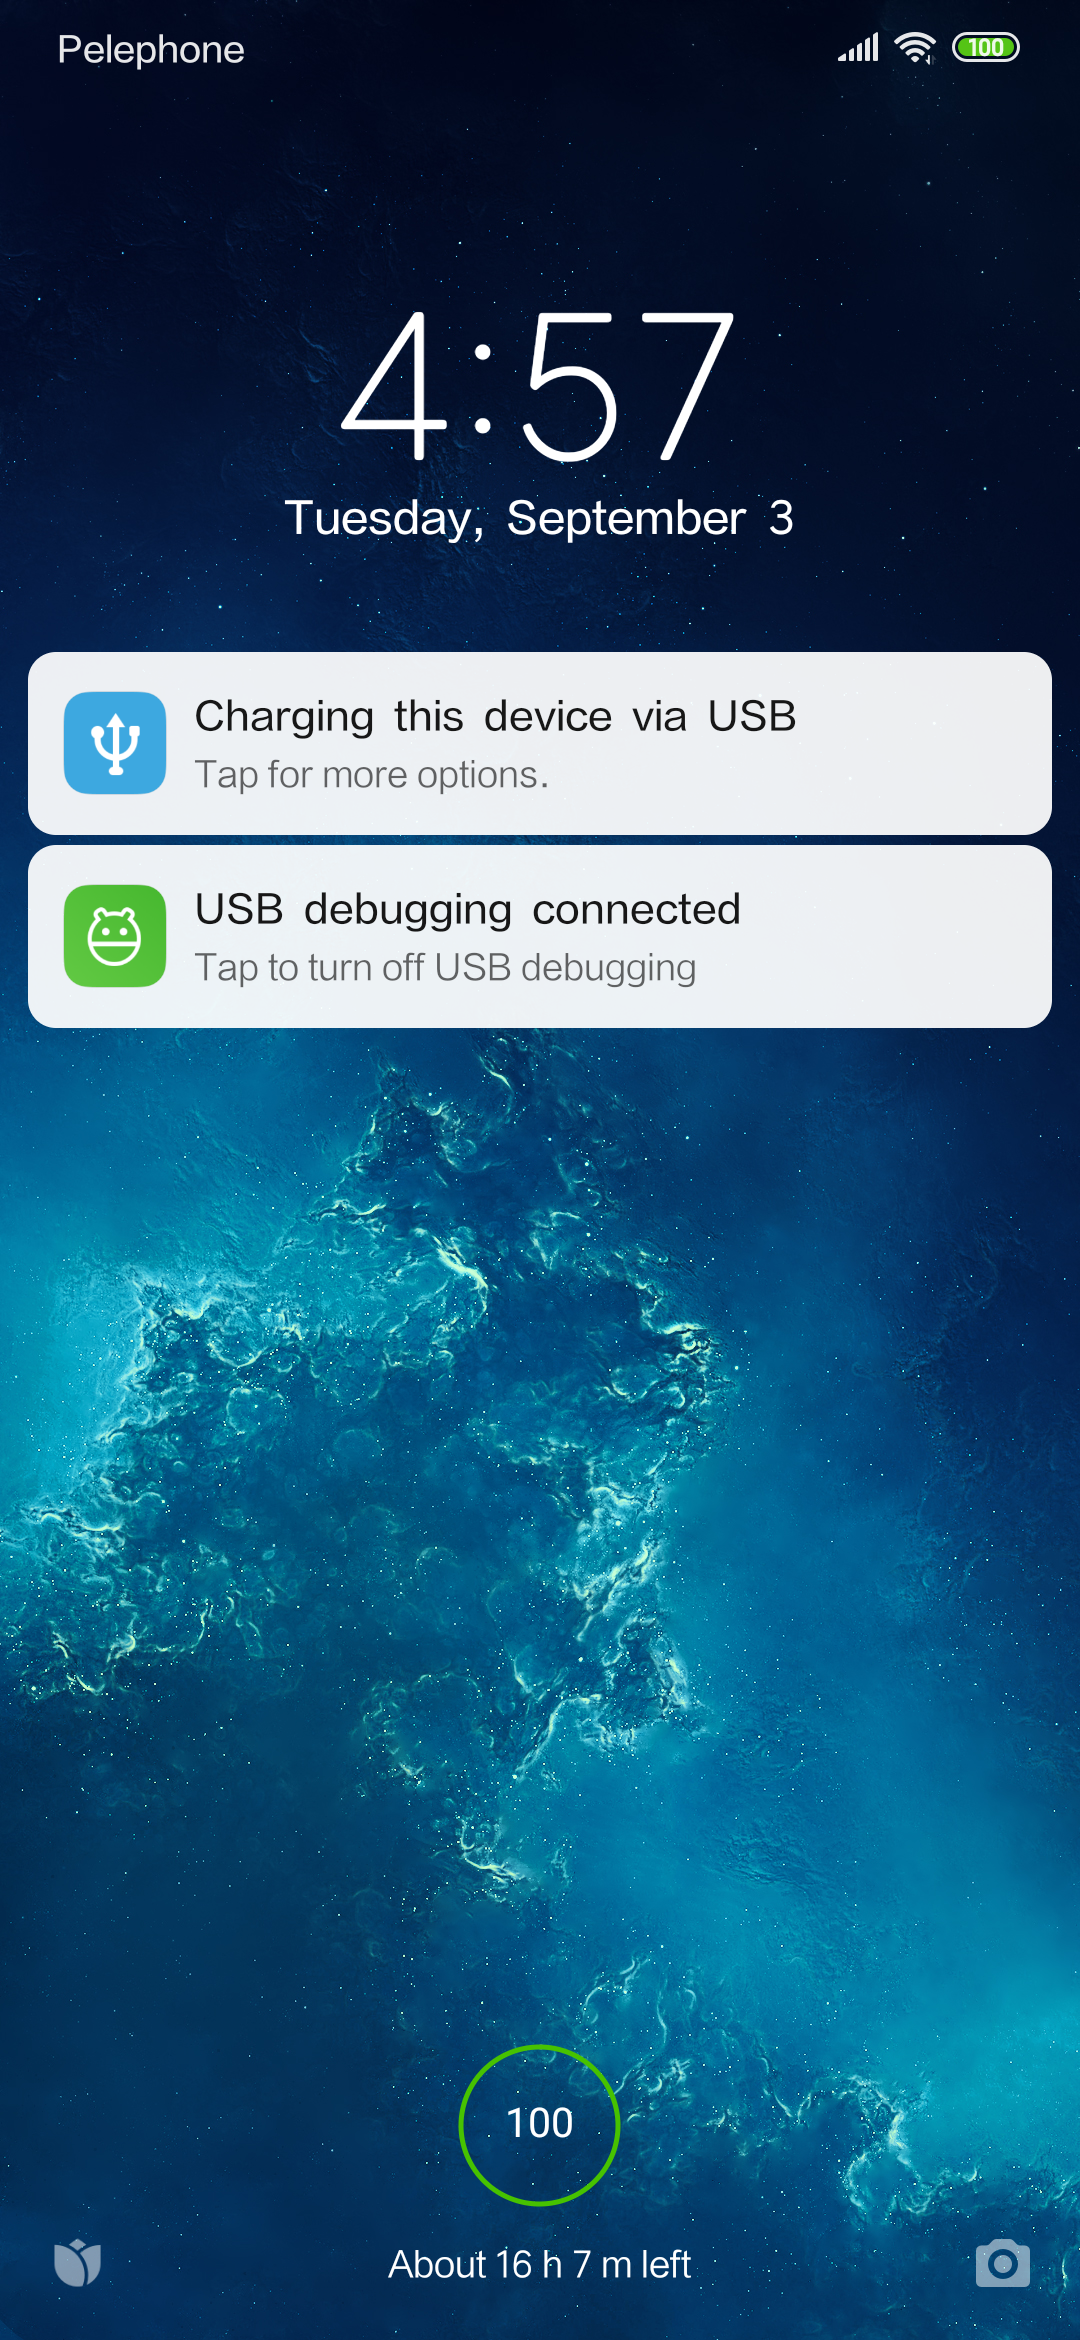 Pelephone
100
4:57
Tuesday, September 3
Charging this device via USB
Tap for more options.
USB debugging connected
Tap to turn off USB debugging
100
About 16 h 7 m left